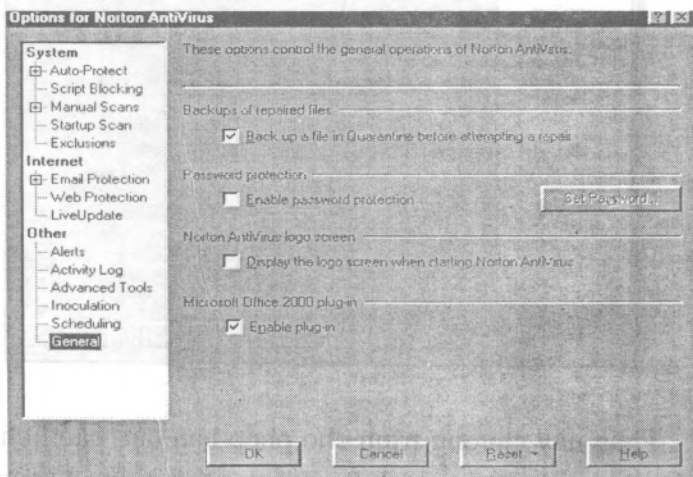 Options for Norton AntiVirus
System
Auto-Protect
Script Blocking
Manual Scans
Startup Scan
Exclusions
Internet
Email Protection
Web Protection
LiveUpdate
Other
Alerts
Activity Log
Advanced Tools
Inoculation
Scheduling
General
These options control the general operations of Norton AntiVirus.
Backups of repaired files
Back up a file in Quarantine before attempting a repair
Password protection
Enable password protection
Set Password...
Norton AntiVirus logo screen
Display the logo screen when starting Norton AntiVirus
Microsoft Office 2000 plug-in
Enable plug-in
OK
Cancel
Reset
Help